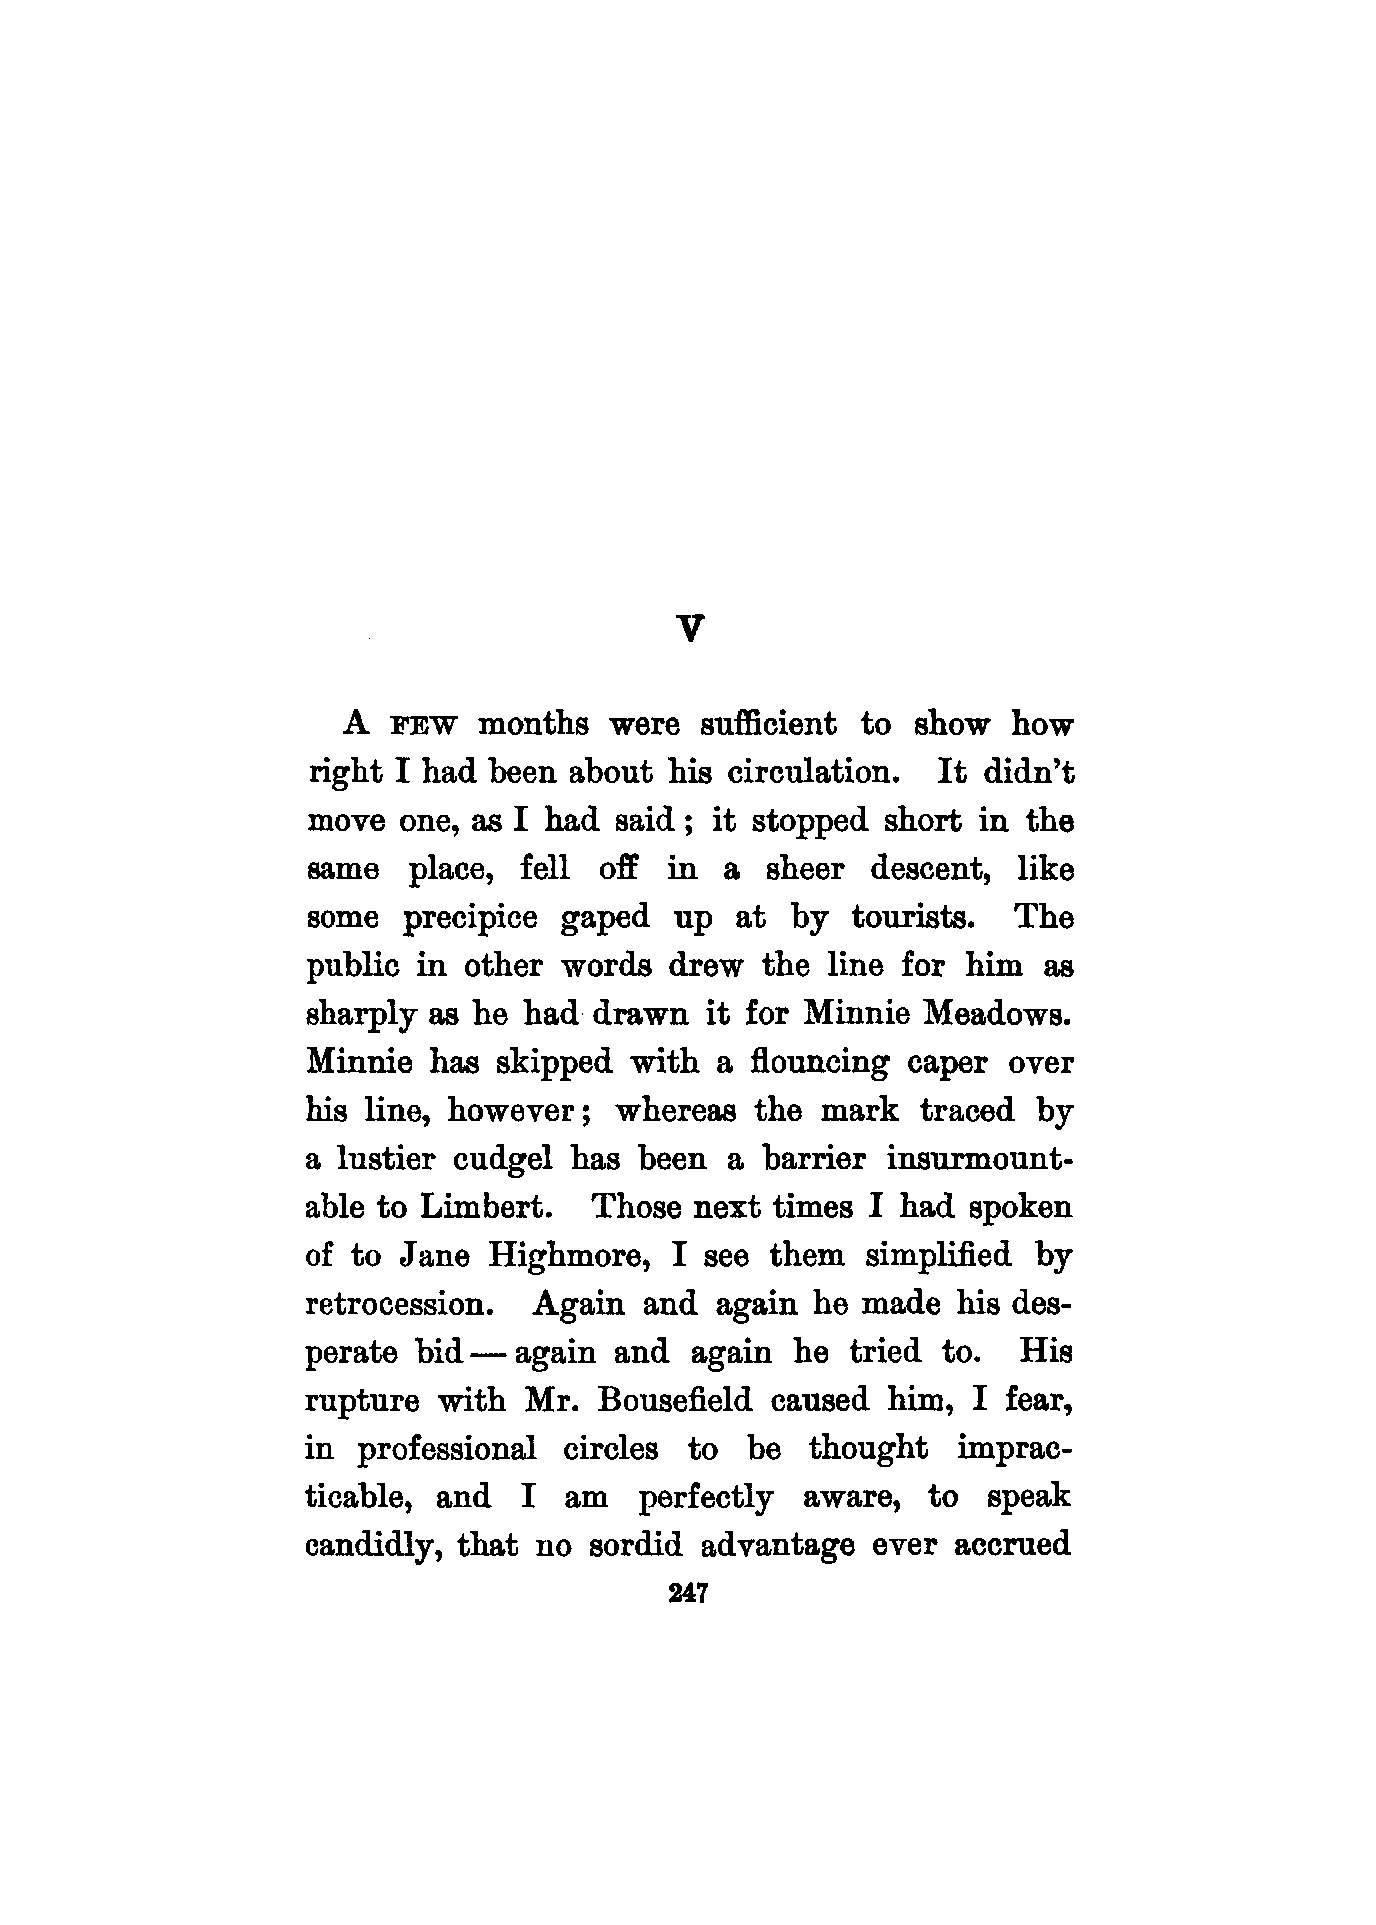 V
A FEW months were sufficient to show how
right I had been about his circulation. It didn't
move one, as I had said; it stopped short in the
same place, fell off in a sheer descent, like
some precipice gaped up at by tourists. The
public in other words drew the line for him as
sharply as he had drawn it for Minnie Meadows.
Minnie has skipped with a flouncing caper over
his line, however; whereas the mark traced by
a lustier cudgel has been a barrier insurmount-
able to Limbert. Those next times I had spoken
of to Jane Highmore, I see them simplified by
retrocession. Again and again he made his des-
perate bid — again and again he tried to. His
rupture with Mr. Bousefield caused him, I fear,
in professional circles to be thought imprac-
ticable, and I am perfectly aware, to speak
candidly, that no sordid advantage ever accrued
247